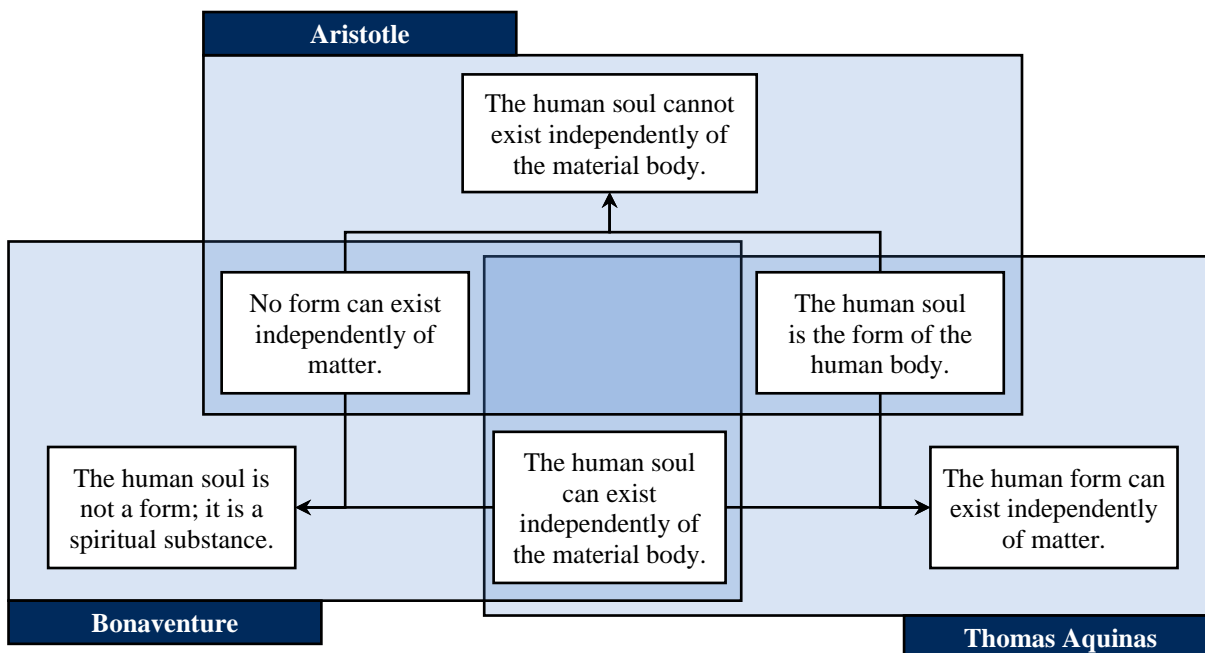 Aristotle
The human soul cannot
exist independently of
the material body.
No form can exist
independently of
matter.
The human soul
is the form of the
human body.
The human soul is
not a form; it is a
spiritual substance.
The human soul
can exist
independently of
the material body.
The human form can
exist independently
of matter.
Bonaventure
Thomas Aquinas